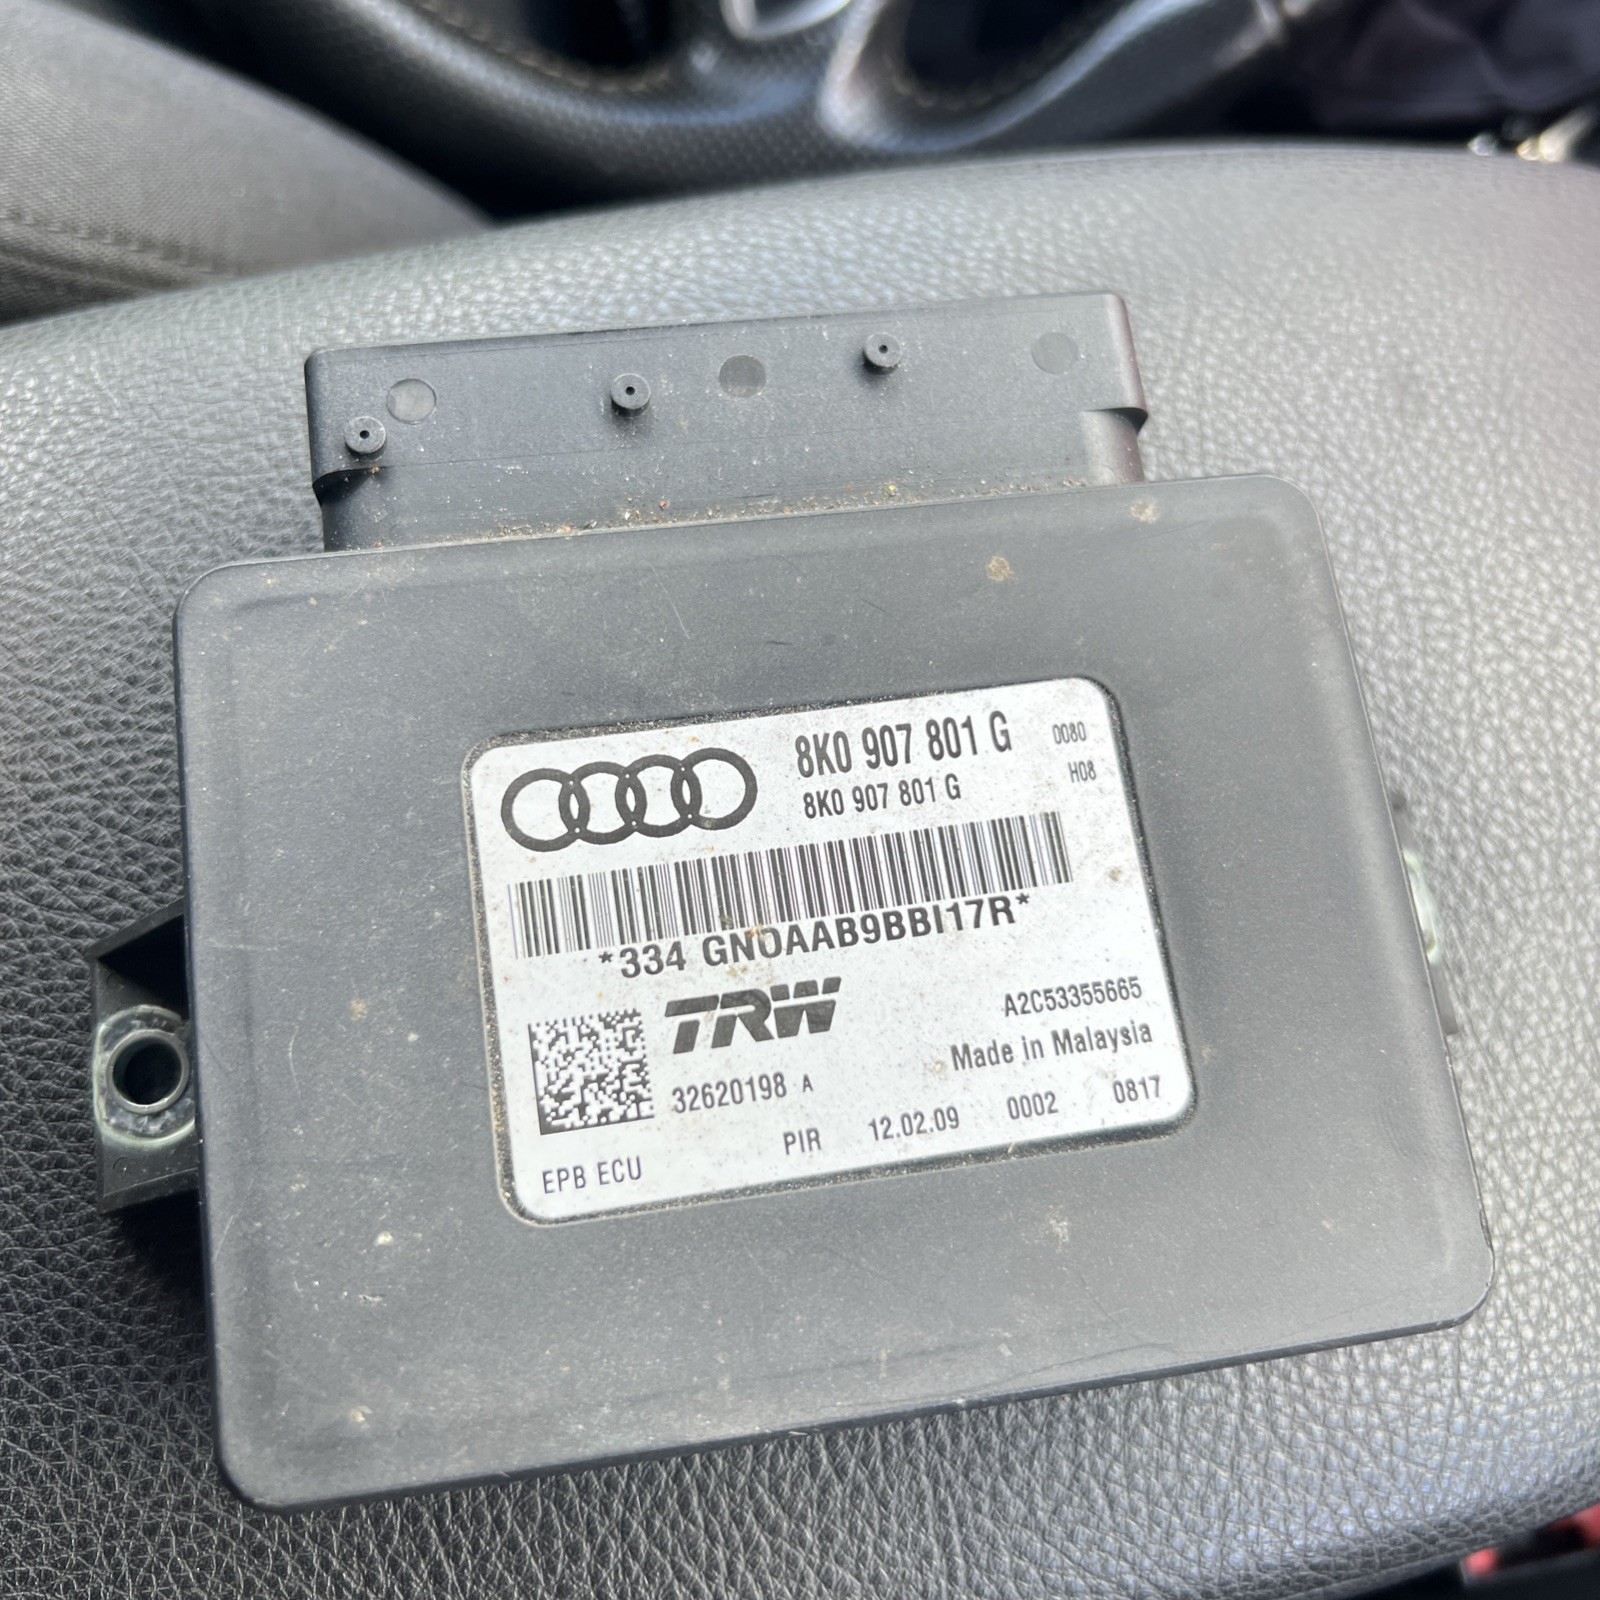 8K0 907 801 G 0080
8K0 907 801 G H08
*334 GN0AAB9BBI17R*
TRW A2C53355665
Made in Malaysia
32620198 A
PIR 12.02.09 0002 0817
EPB ECU